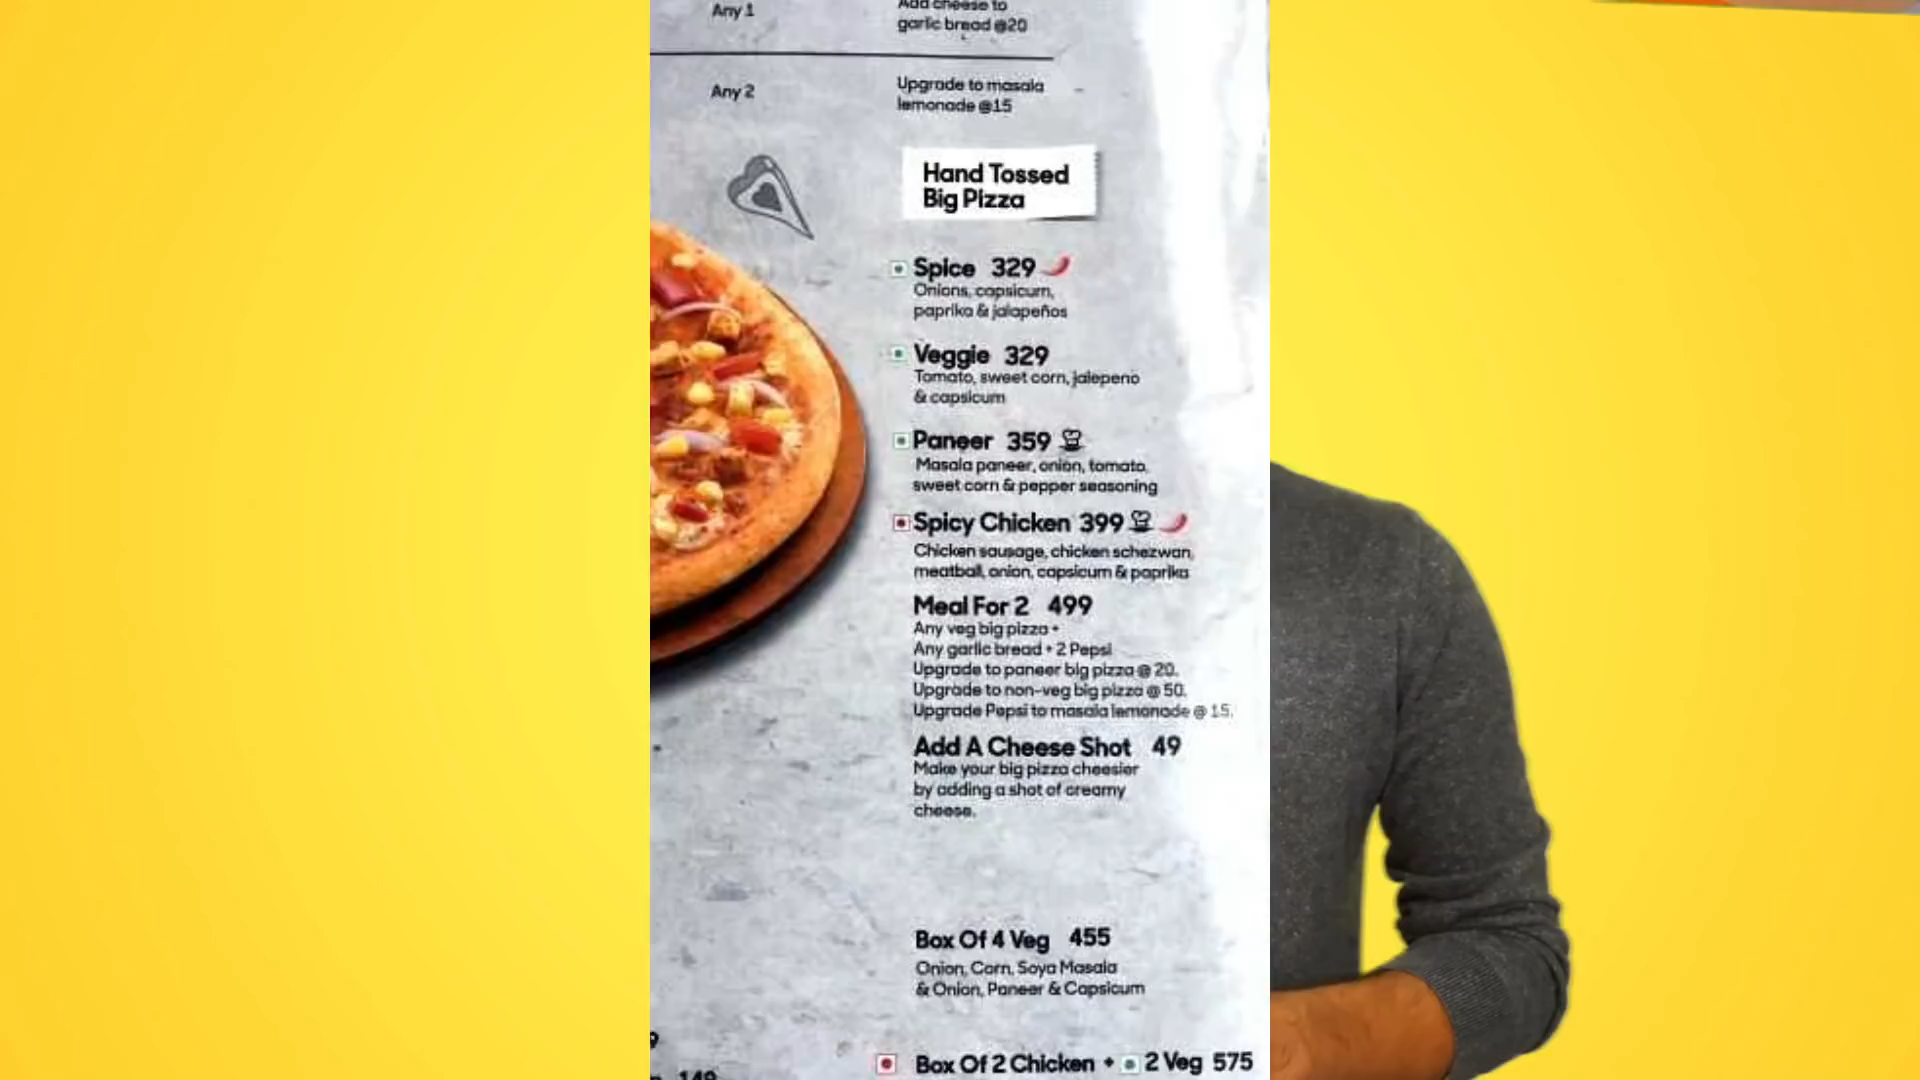 Any 1
Add cheese to
garlic bread @20
Any 2
Upgrade to masala
lemonade @15
Hand Tossed
Big Pizza
Spice 329
Onions, capsicum,
paprika & jalapeños
Veggie 329
Tomato, sweet corn, jalepeno
& capsicum
Paneer 359
Masala paneer, onion, tomato,
sweet corn & pepper seasoning
Spicy Chicken 399
Chicken sausage, chicken schezwan,
meatball, onion, capsicum & paprika
Meal For 2 499
Any veg big pizza +
Any garlic bread + 2 Pepsi
Upgrade to paneer big pizza @ 20.
Upgrade to non-veg big pizza @ 50.
Upgrade Pepsi to masala lemonade @ 15.
Add A Cheese Shot 49
Make your big pizza cheesier
by adding a shot of creamy
cheese.
Box Of 4 Veg 455
Onion, Corn, Soya Masala
& Onion, Paneer & Capsicum
Box Of 2 Chicken + 2 Veg 575
149